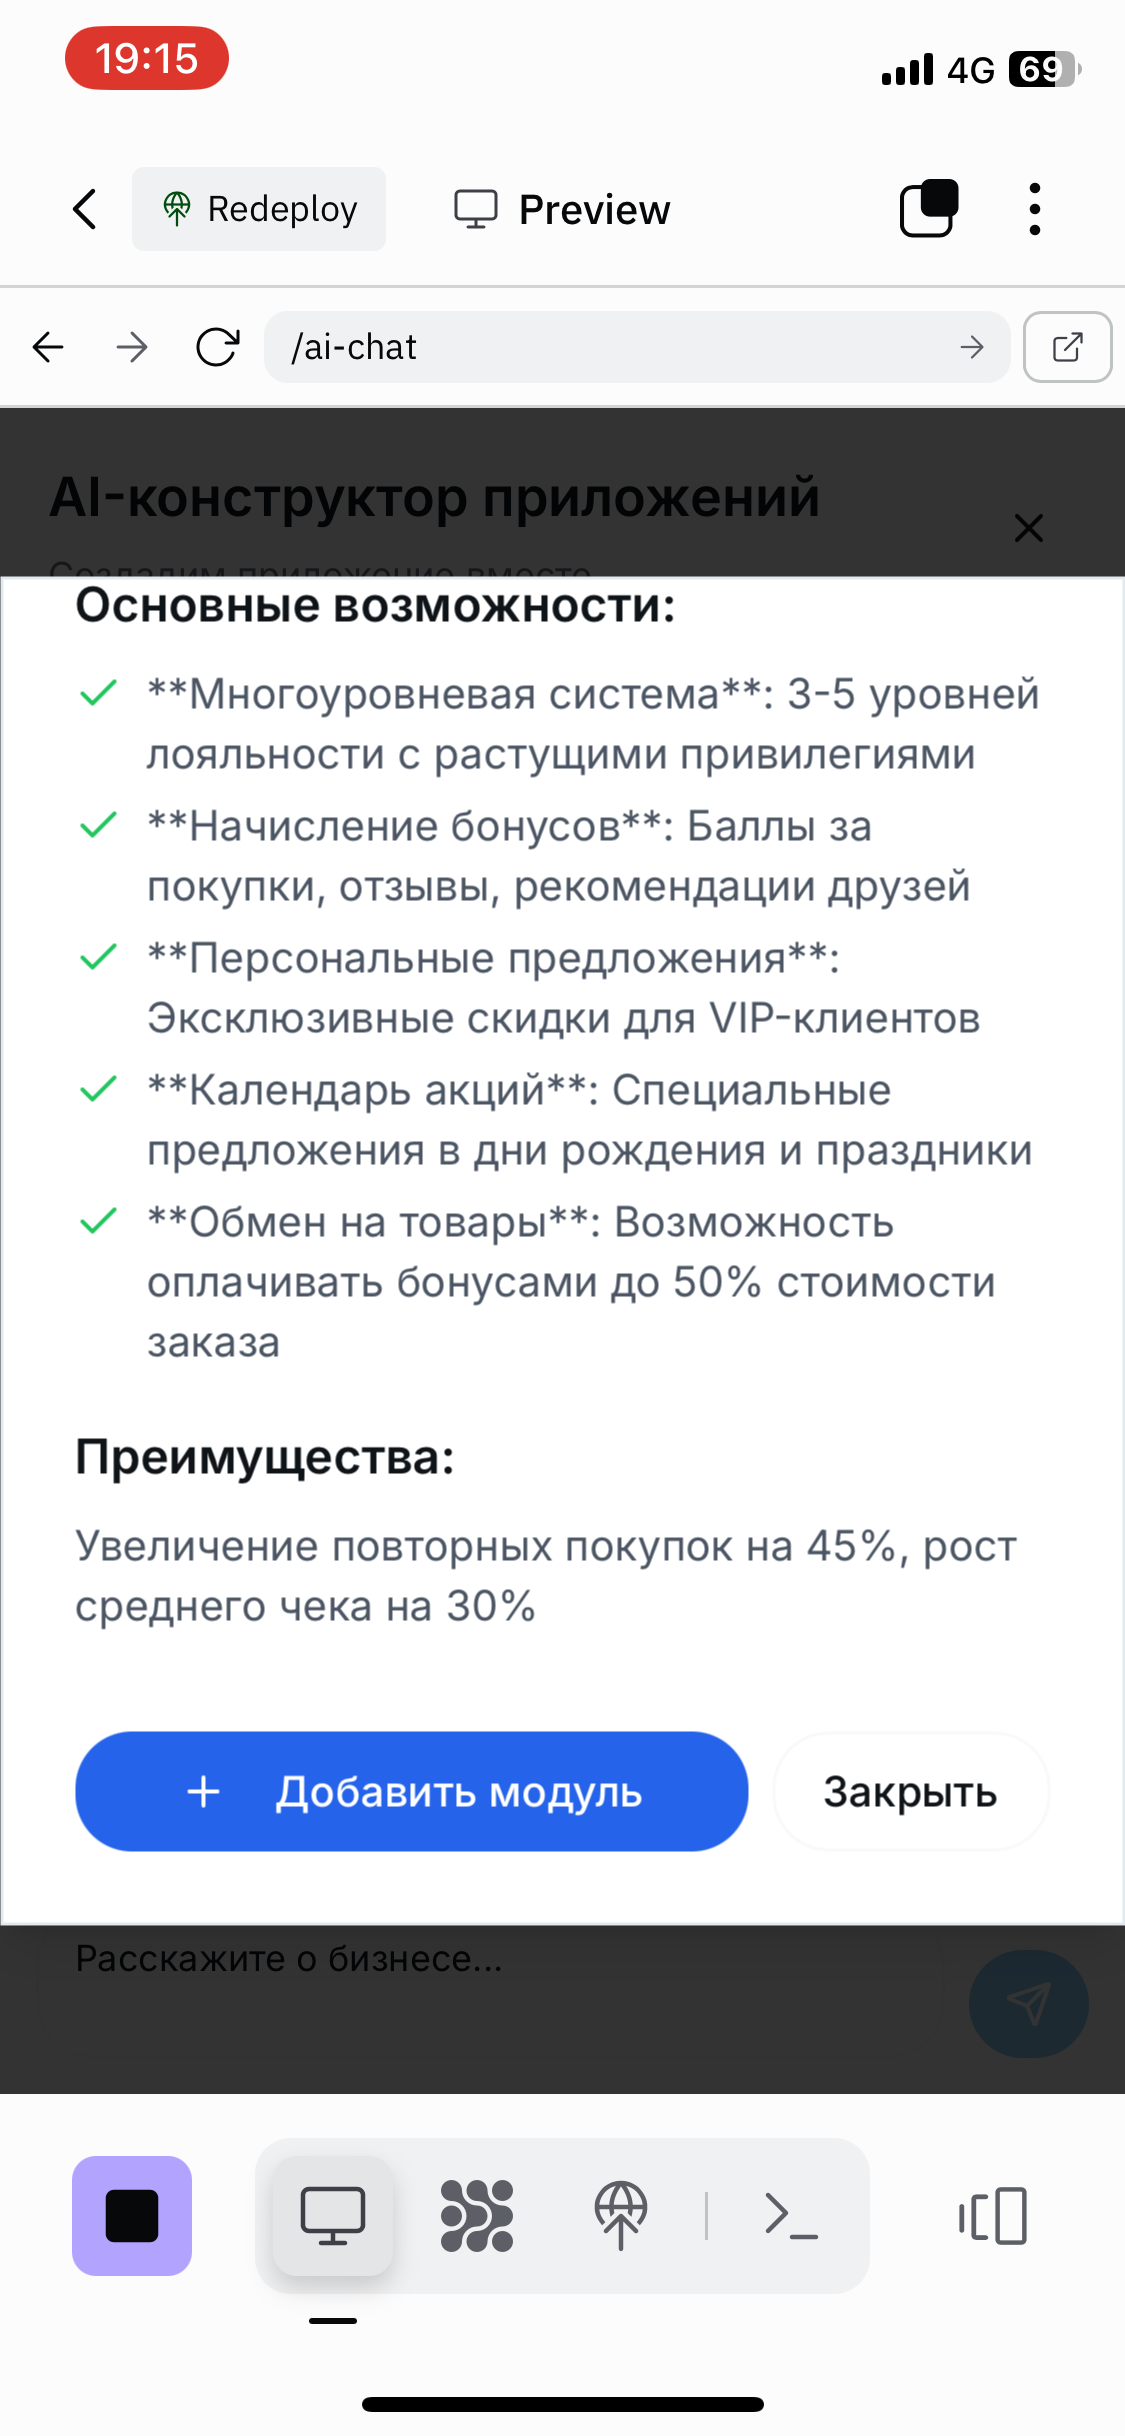 19:15
4G 69
Redeploy
Preview
/ai-chat
AI-конструктор приложений
Создадим приложение вместе
Основные возможности:
**Многоуровневая система**: 3-5 уровней
лояльности с растущими привилегиями
**Начисление бонусов**: Баллы за
покупки, отзывы, рекомендации друзей
**Персональные предложения**:
Эксклюзивные скидки для VIP-клиентов
**Календарь акций**: Специальные
предложения в дни рождения и праздники
**Обмен на товары**: Возможность
оплачивать бонусами до 50% стоимости
заказа
Преимущества:
Увеличение повторных покупок на 45%, рост
среднего чека на 30%
+ Добавить модуль
Закрыть
Расскажите о бизнесе...